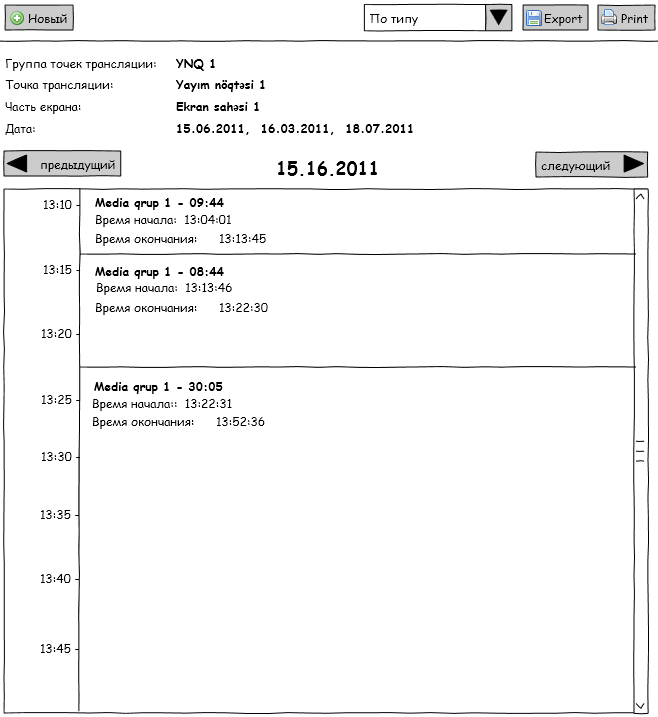 Новый По типу Export Print
Группа точек трансляции: YNQ 1
Точка трансляции: Yayım nöqtəsi 1
Часть екрана: Ekran sahəsi 1
Дата: 15.06.2011, 16.03.2011, 18.07.2011
предыдущий 15.16.2011 следующий
13:10 Media qrup 1 - 09:44
Время начала: 13:04:01
Время окончания: 13:13:45
13:15 Media qrup 1 - 08:44
Время начала: 13:13:46
Время окончания: 13:22:30
13:20
Media qrup 1 - 30:05
13:25 Время начала:: 13:22:31
Время окончания: 13:52:36
13:30
13:35
13:40
13:45